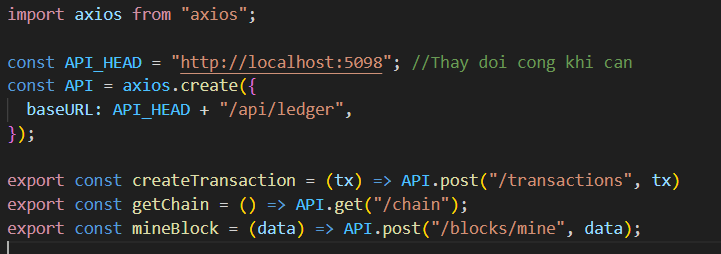 import axios from "axios";
const API_HEAD = "http://localhost:5098"; //Thay doi cong khi can
const API = axios.create({
  baseURL: API_HEAD + "/api/ledger",
});
export const createTransaction = (tx) => API.post("/transactions", tx)
export const getChain = () => API.get("/chain");
export const mineBlock = (data) => API.post("/blocks/mine", data);